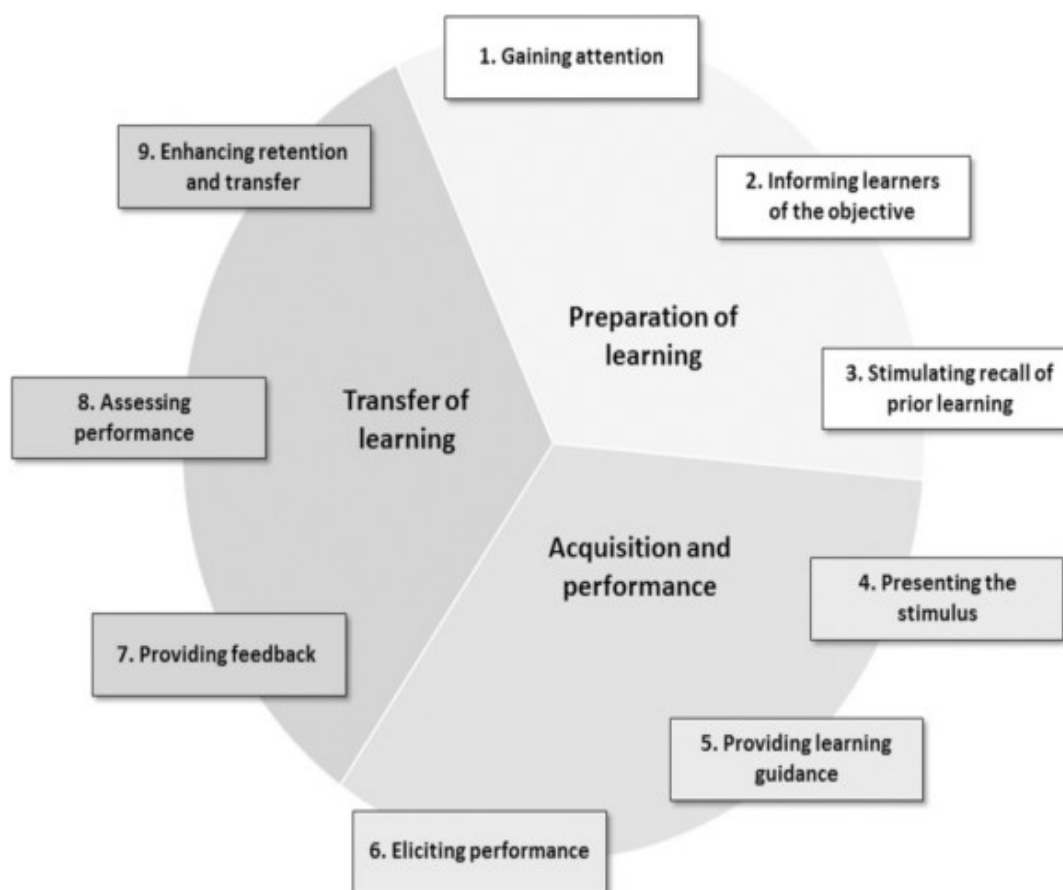 1. Gaining attention
2. Informing learners
of the objective
3. Stimulating recall of
prior learning
4. Presenting the
stimulus
5. Providing learning
guidance
6. Eliciting performance
7. Providing feedback
8. Assessing
performance
9. Enhancing retention
and transfer
Preparation of
learning
Acquisition and
performance
Transfer of
learning